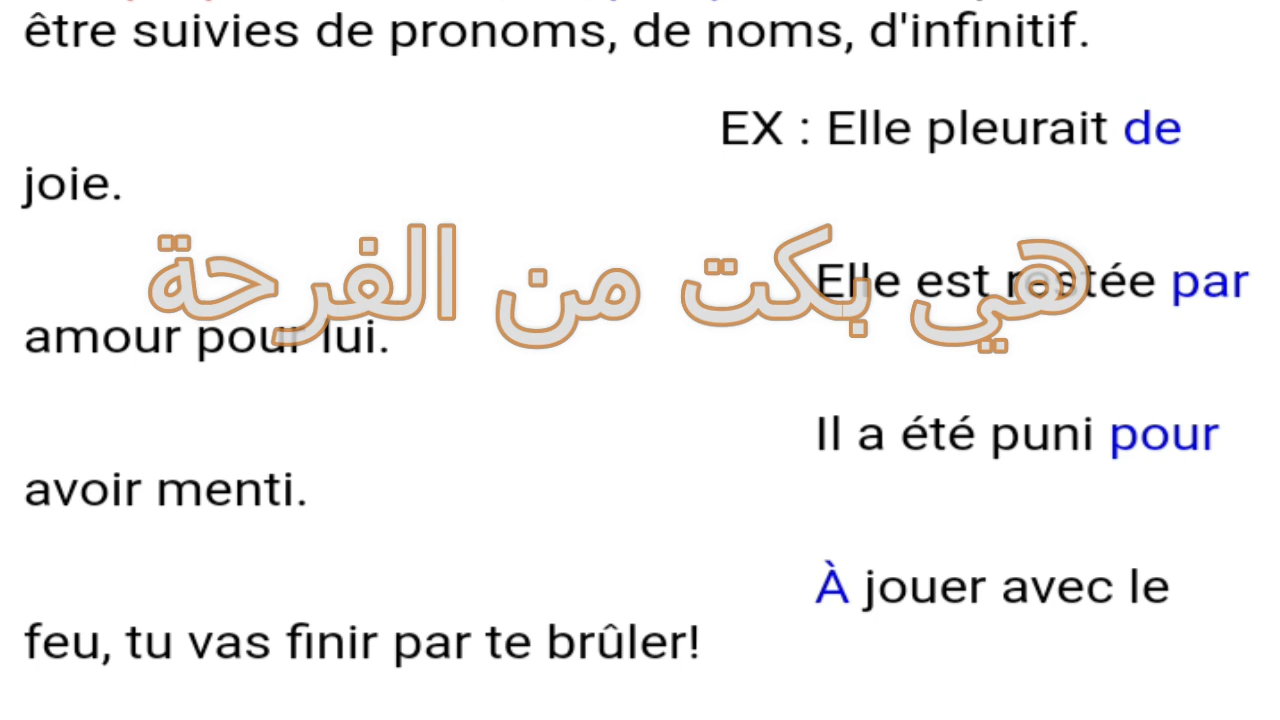 être suivies de pronoms, de noms, d'infinitif.
EX : Elle pleurait de
joie.
هي بكت من الفرحة
Elle est restée par
amour pour lui.
Il a été puni pour
avoir menti.
À jouer avec le
feu, tu vas finir par te brûler!